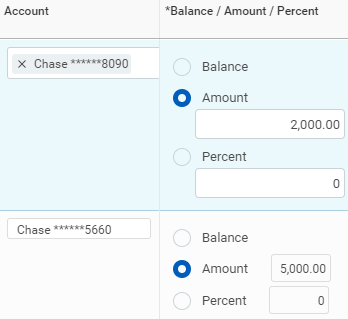 Account
*Balance / Amount / Percent
× Chase ******8090
Balance
Amount
2,000.00
Percent
0
Chase ******5660
Balance
Amount
5,000.00
Percent
0